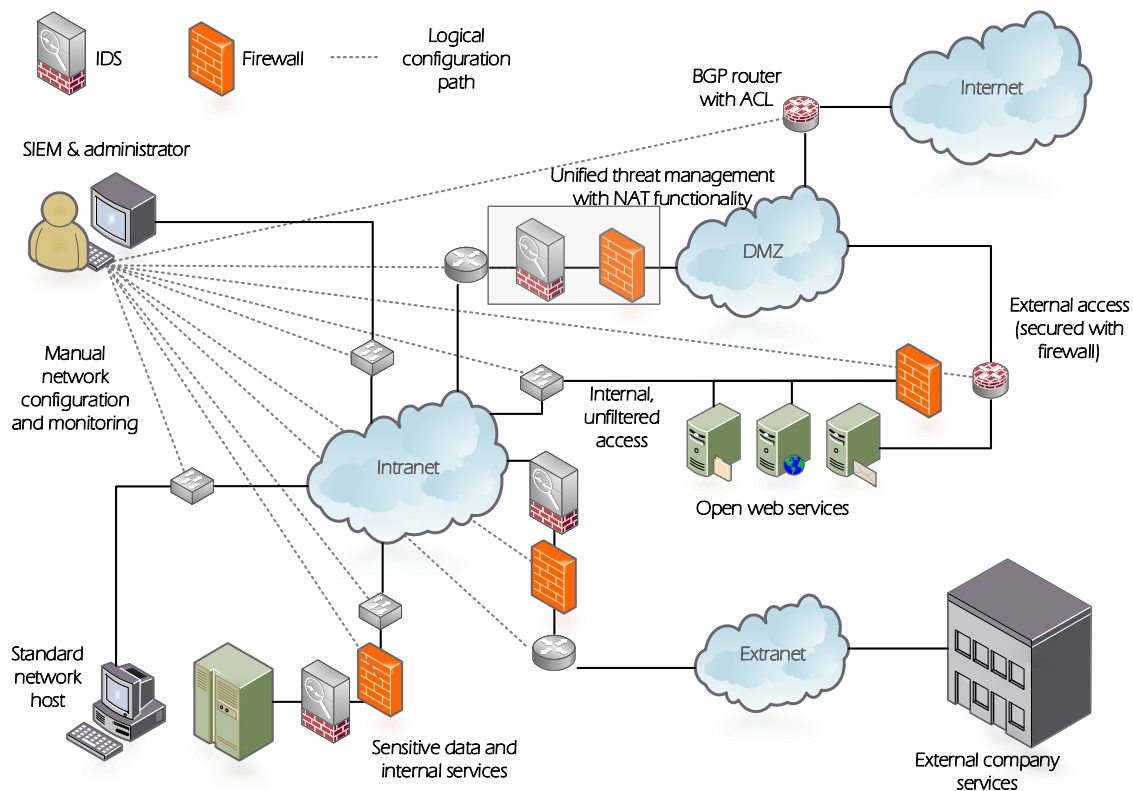 IDS
Firewall
Logical
configuration
path
BGP router
with ACL
Internet
SIEM & administrator
Unified threat management
with NAT functionality
DMZ
External access
(secured with
firewall)
Manual
network
configuration
and monitoring
Internal,
unfiltered
access
Intranet
Open web services
Standard
network
host
Extranet
Sensitive data and
internal services
External company
services